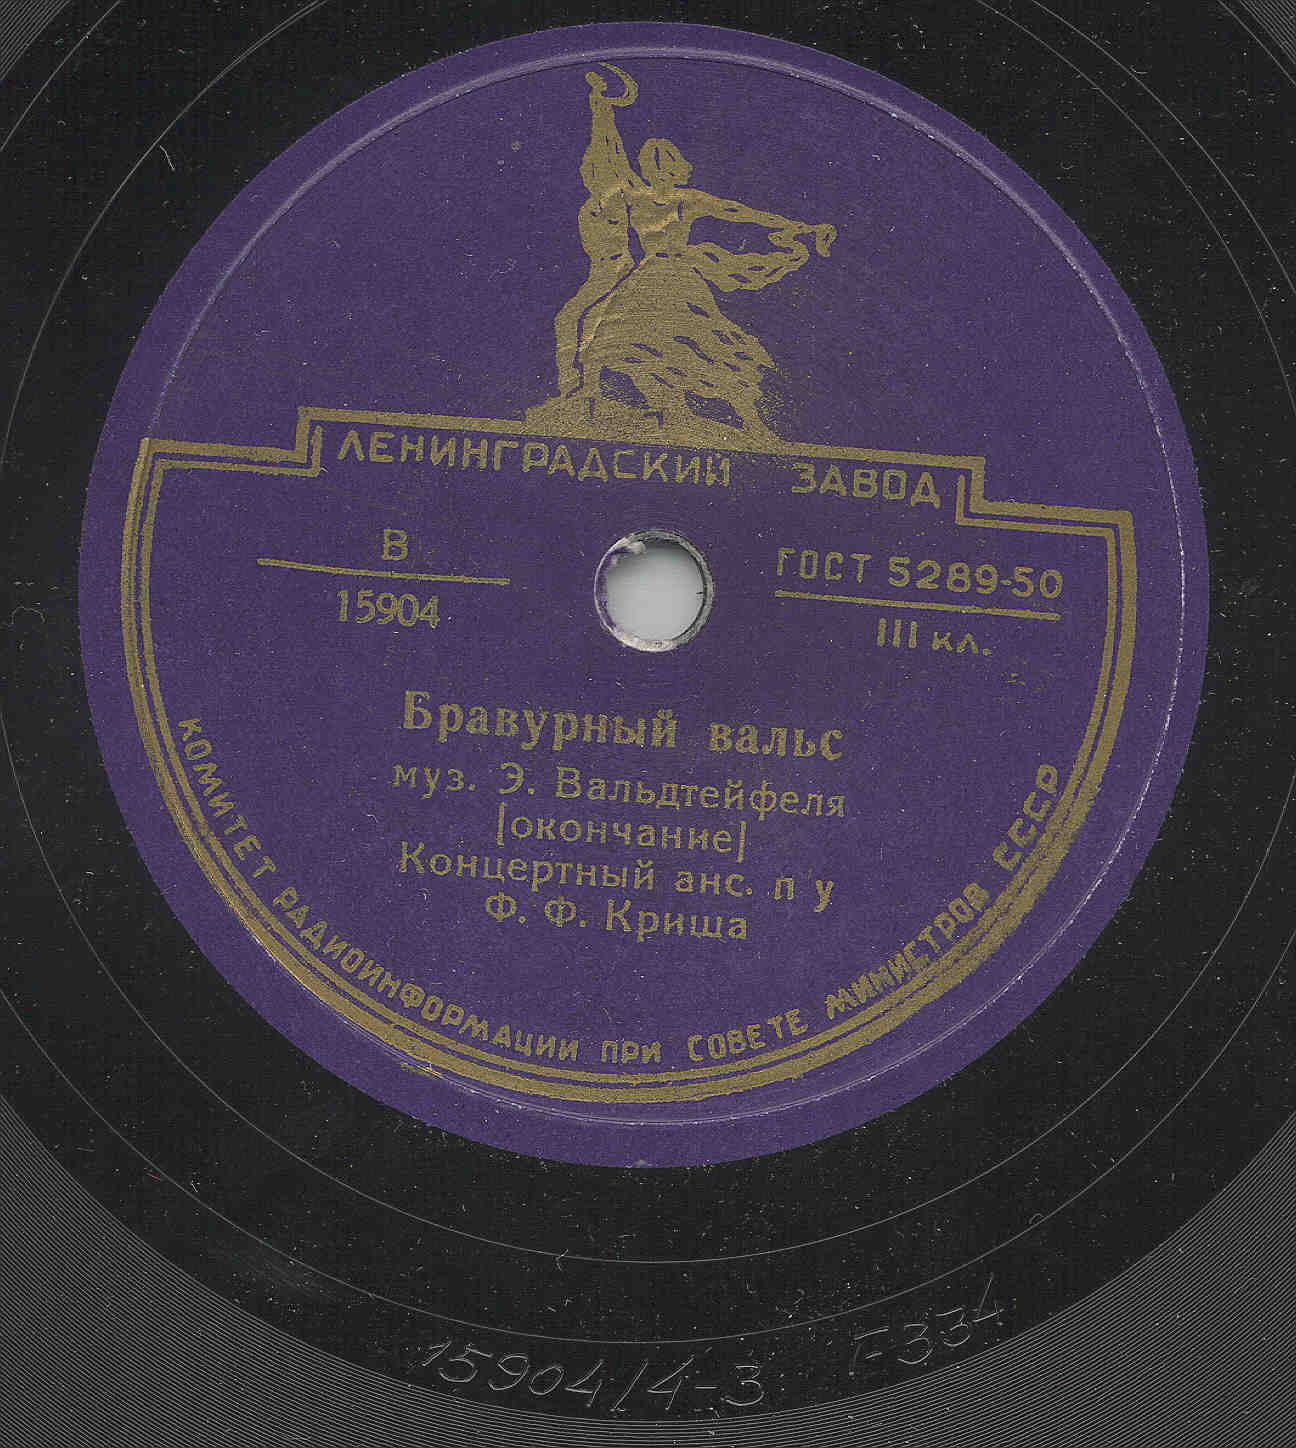 ЛЕНИНГРАДСКИЙ ЗАВОД
В
15904
ГОСТ 5289-50
III кл.
Бравурный вальс
муз. Э. Вальдтейфеля
[окончание]
Концертный анс. п у
Ф. Ф. Криша
КОМИТЕТ РАДИОИНФОРМАЦИИ ПРИ СОВЕТЕ МИНИСТРОВ СССР
15904/4-3 F334